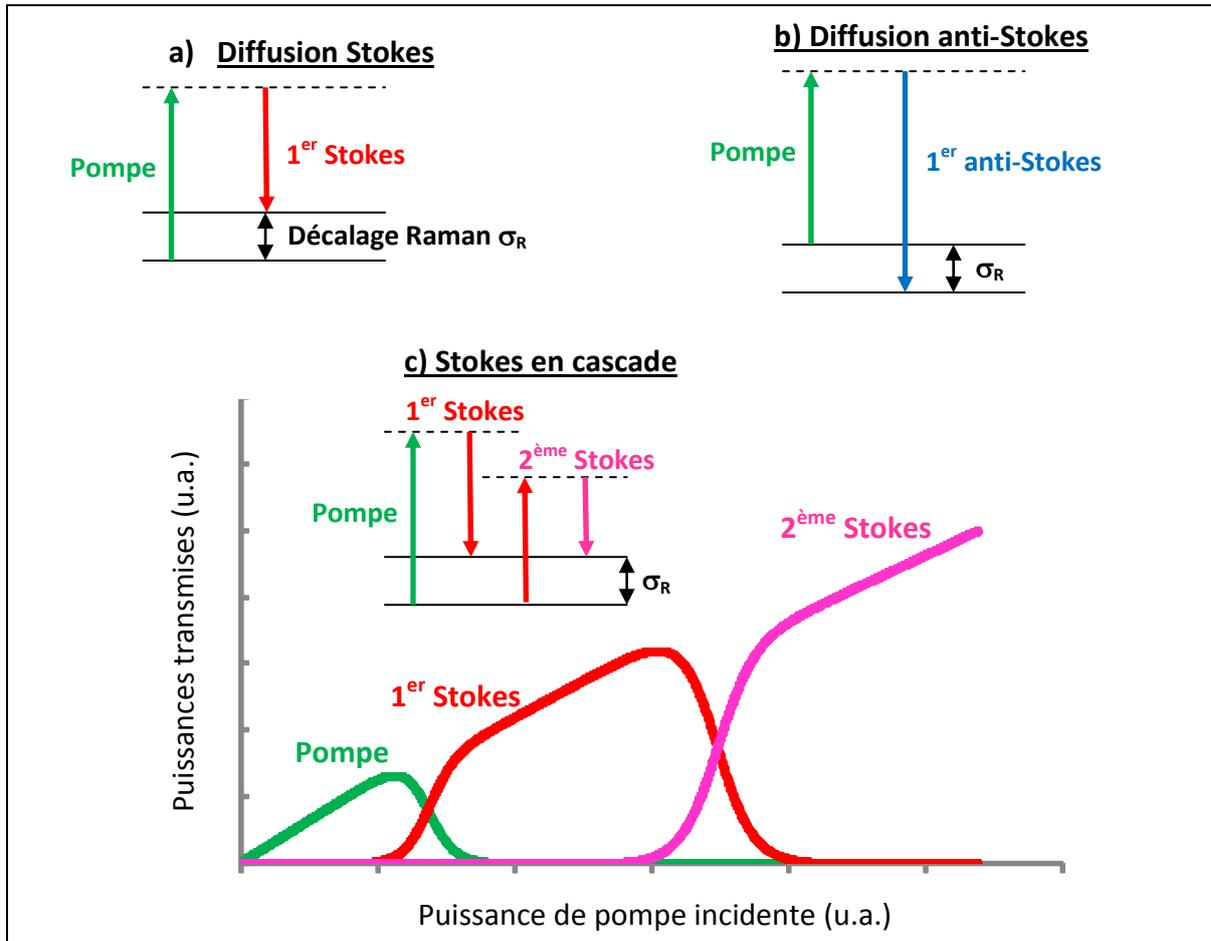 a) Diffusion Stokes
Pompe
1er Stokes
Décalage Raman σR
b) Diffusion anti-Stokes
Pompe
1er anti-Stokes
σR
c) Stokes en cascade
1er Stokes
2ème Stokes
Pompe
σR
2ème Stokes
1er Stokes
Pompe
Puissances transmises (u.a.)
Puissance de pompe incidente (u.a.)